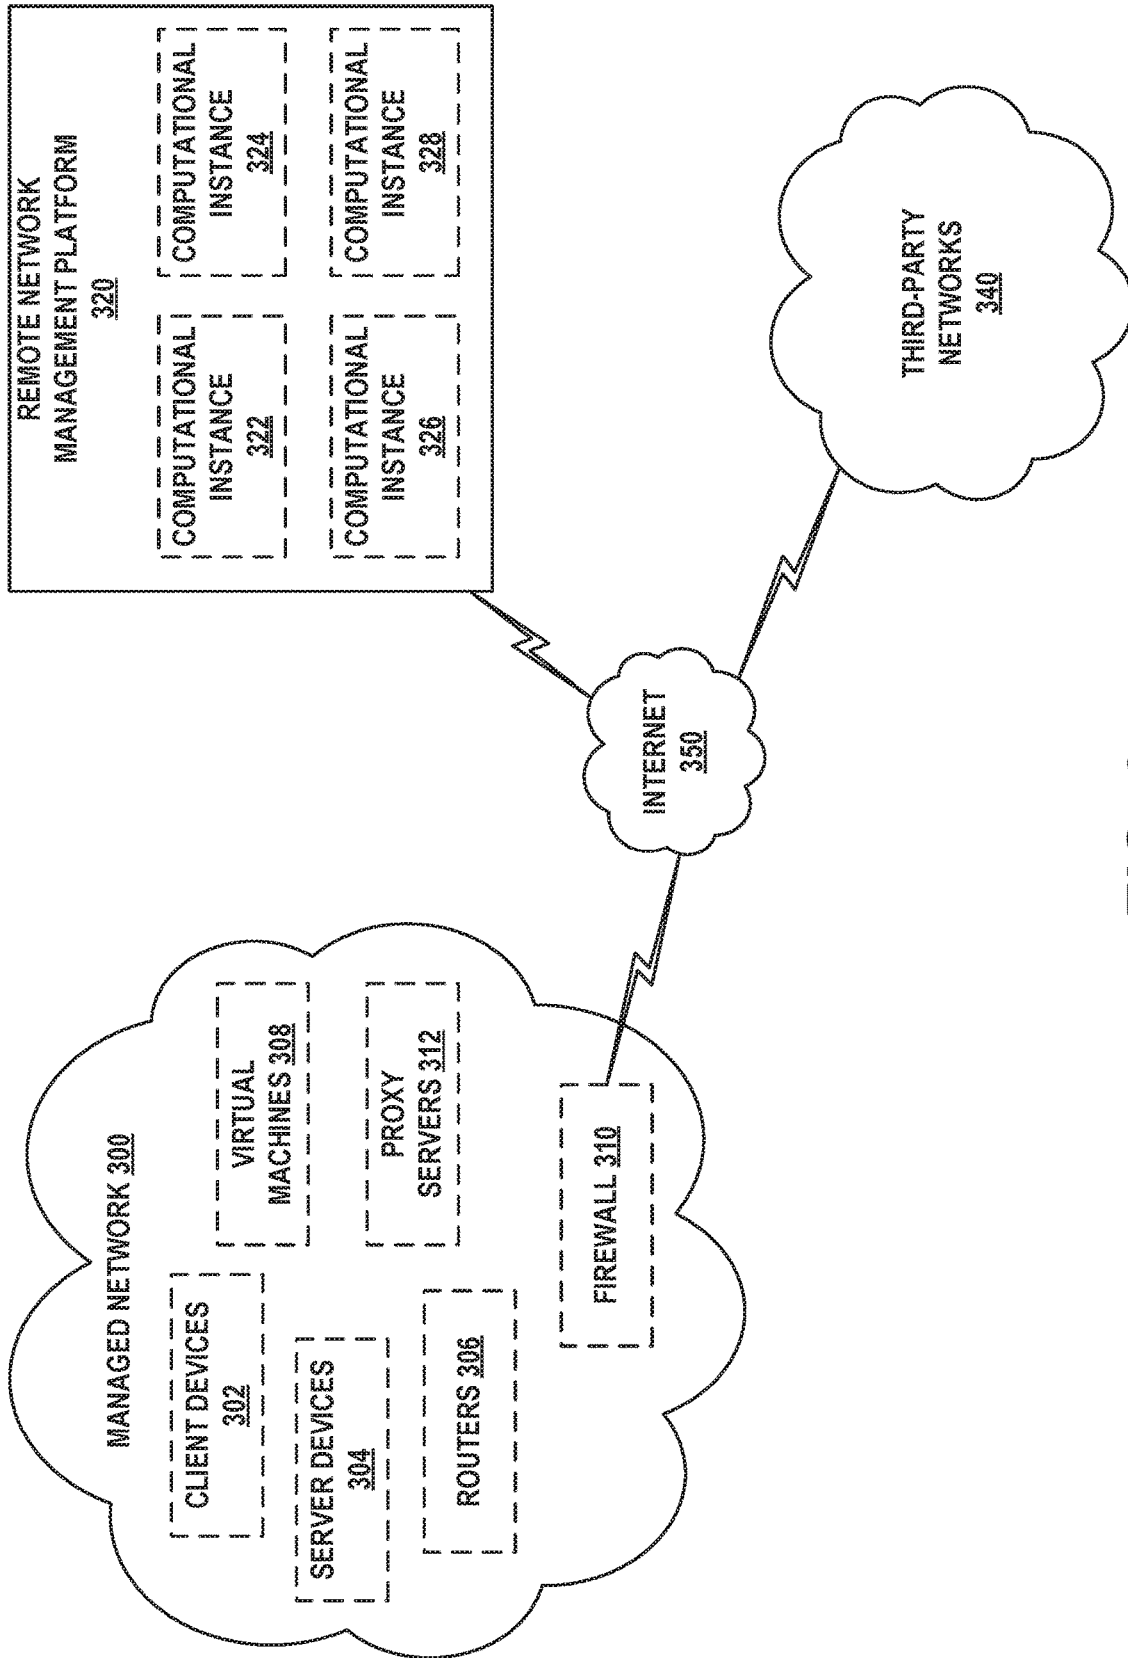 MANAGED NETWORK 300
CLIENT DEVICES
302
SERVER DEVICES
304
ROUTERS 306
VIRTUAL
MACHINES 308
PROXY
SERVERS 312
FIREWALL 310
INTERNET
350
REMOTE NETWORK
MANAGEMENT PLATFORM
320
COMPUTATIONAL
INSTANCE
322
COMPUTATIONAL
INSTANCE
324
COMPUTATIONAL
INSTANCE
326
COMPUTATIONAL
INSTANCE
328
THIRD-PARTY
NETWORKS
340